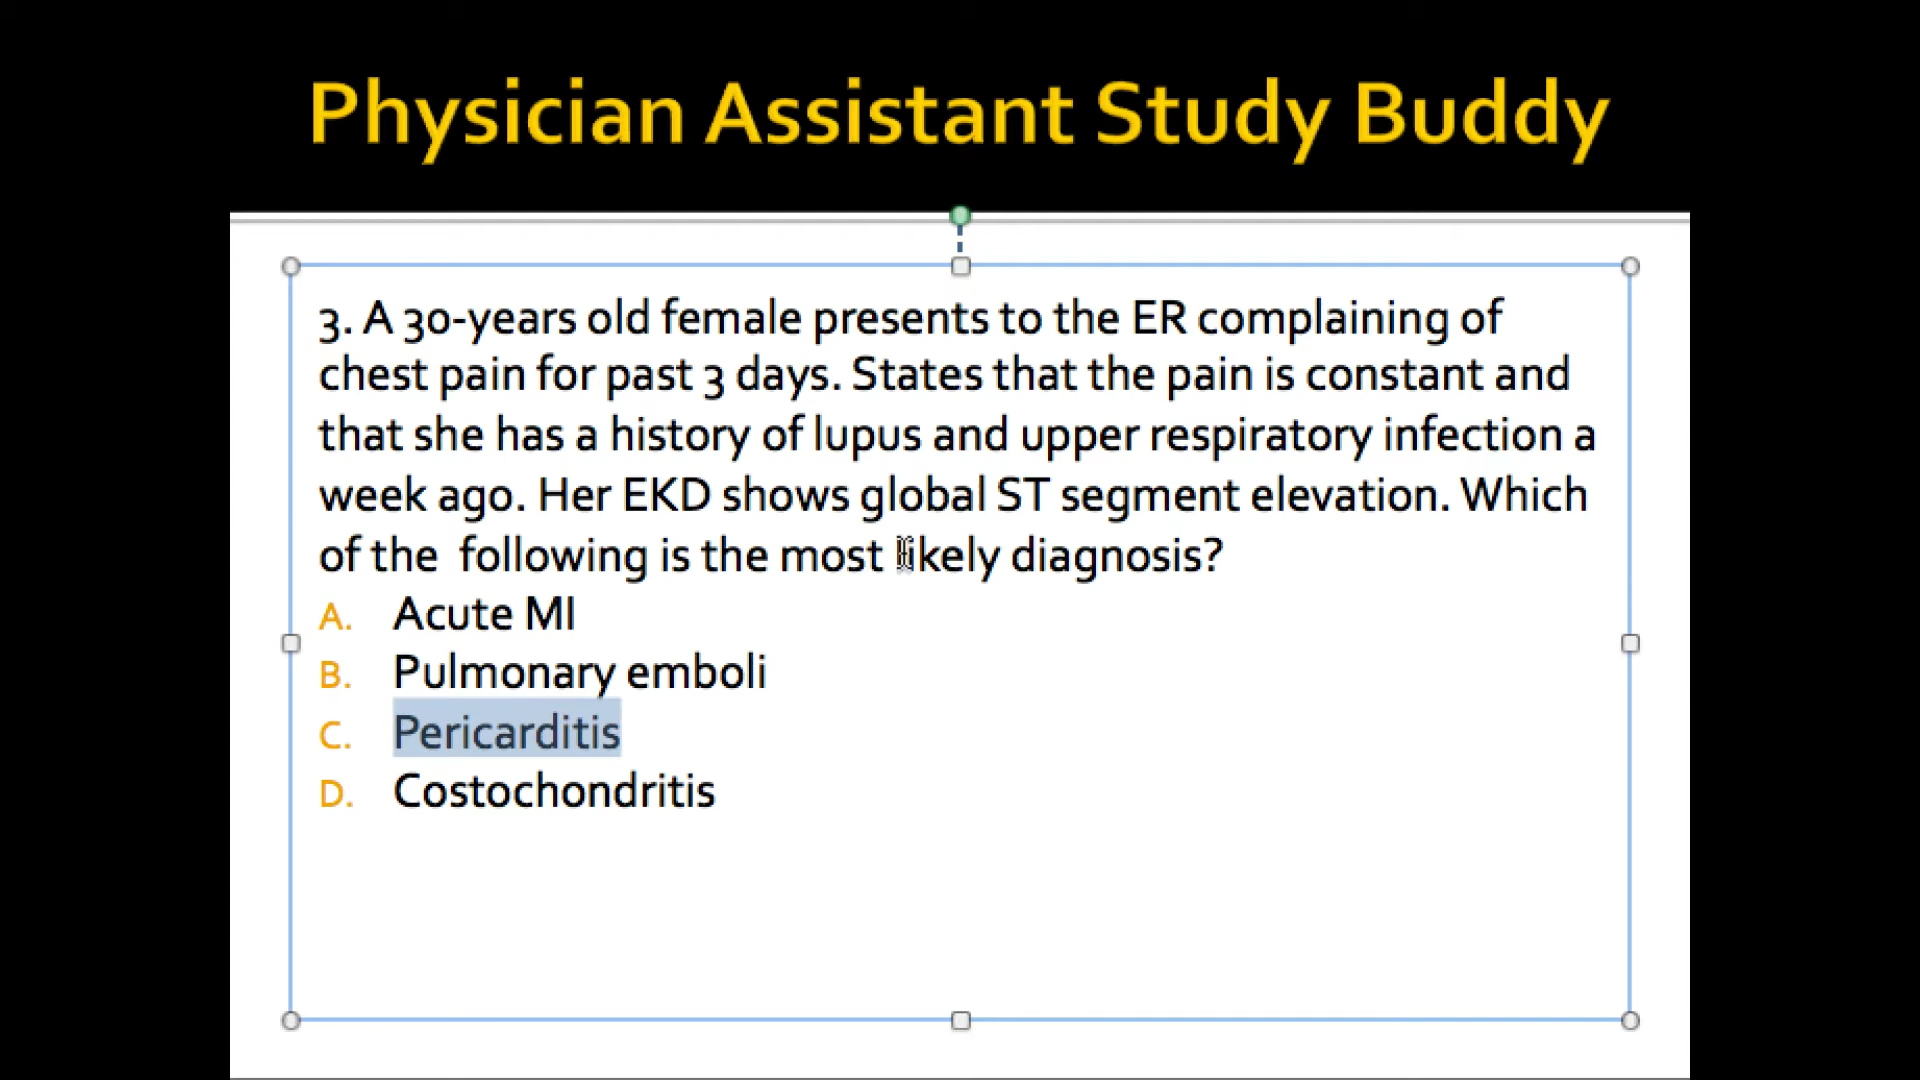 Physician Assistant Study Buddy
3. A 30-years old female presents to the ER complaining of
chest pain for past 3 days. States that the pain is constant and
that she has a history of lupus and upper respiratory infection a
week ago. Her EKD shows global ST segment elevation. Which
of the following is the most likely diagnosis?
A. Acute MI
B. Pulmonary emboli
C. Pericarditis
D. Costochondritis